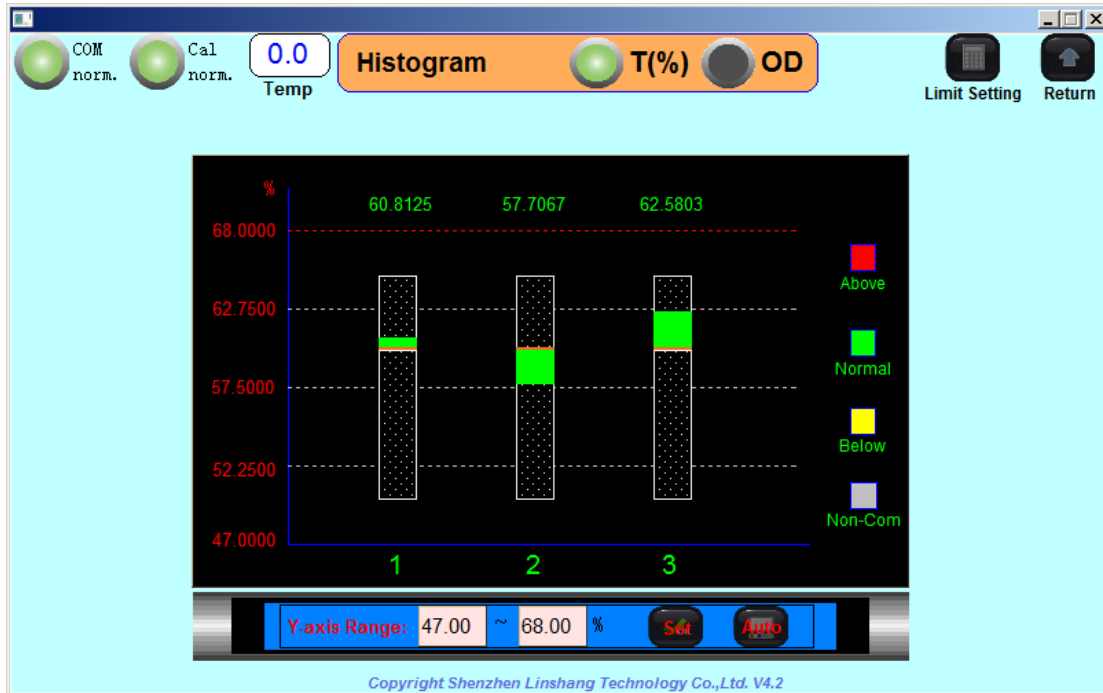 COM norm.
Cal norm.
0.0
Temp
Histogram
T(%)
OD
Limit Setting
Return
%
60.8125
57.7067
62.5803
68.0000
62.7500
57.5000
52.2500
47.0000
Above
Normal
Below
Non-Com
1
2
3
Y-axis Range:
47.00
~
68.00
%
Set
Auto
Copyright Shenzhen Linshang Technology Co.,Ltd. V4.2